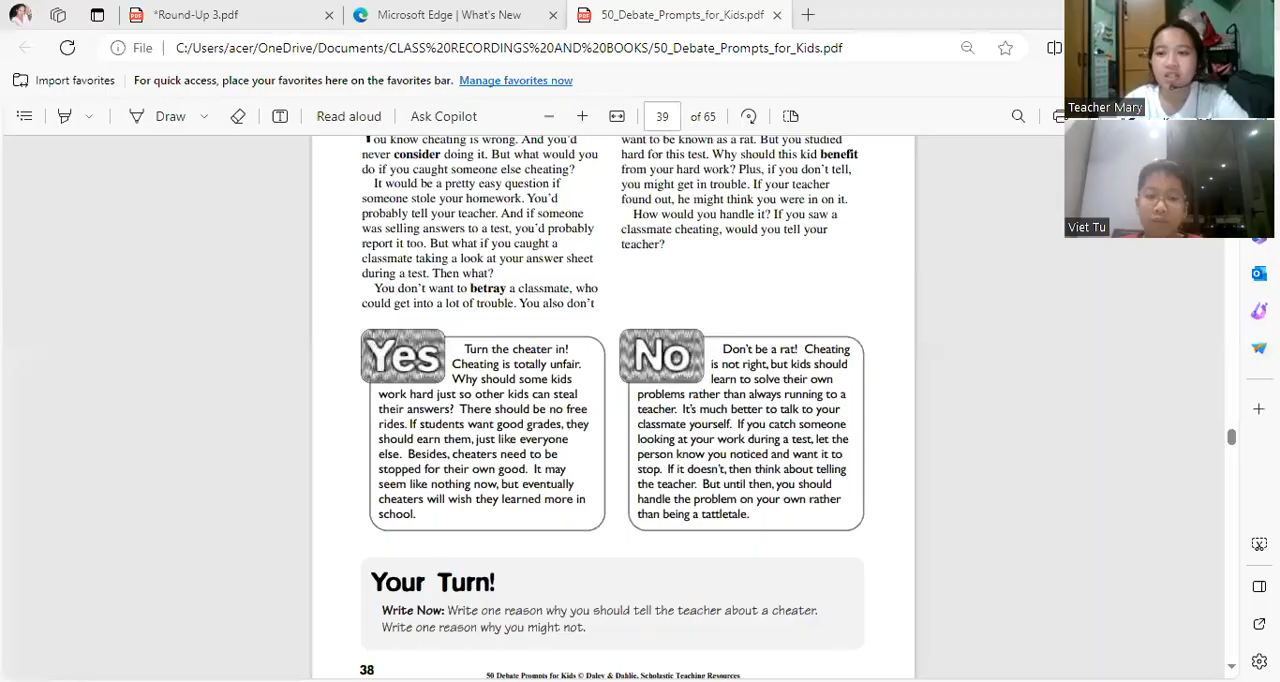 *Round-Up 3.pdf
Microsoft Edge | What's New
50_Debate_Prompts_for_Kids.pdf
File
C:/Users/acer/OneDrive/Documents/CLASS%20RECORDINGS%20AND%20BOOKS/50_Debate_Prompts_for_Kids.pdf
Import favorites
For quick access, place your favorites here on the favorites bar.
Manage favorites now
Draw
Read aloud
Ask Copilot
39
of 65
Teacher Mary
Viet Tu
You know cheating is wrong. And you'd
never consider doing it. But what would you
do if you caught someone else cheating?
It would be a pretty easy question if
someone stole your homework. You'd
probably tell your teacher. And if someone
was selling answers to a test, you'd probably
report it too. But what if you caught a
classmate taking a look at your answer sheet
during a test. Then what?
You don't want to betray a classmate, who
could get into a lot of trouble. You also don't
want to be known as a rat. But you studied
hard for this test. Why should this kid benefit
from your hard work? Plus, if you don't tell,
you might get in trouble. If your teacher
found out, he might think you were in on it.
How would you handle it? If you saw a
classmate cheating, would you tell your
teacher?
Yes
Turn the cheater in!
Cheating is totally unfair.
Why should some kids
work hard just so other kids can steal
their answers? There should be no free
rides. If students want good grades, they
should earn them, just like everyone
else. Besides, cheaters need to be
stopped for their own good. It may
seem like nothing now, but eventually
cheaters will wish they learned more in
school.
No
Don't be a rat! Cheating
is not right, but kids should
learn to solve their own
problems rather than always running to a
teacher. It's much better to talk to your
classmate yourself. If you catch someone
looking at your work during a test, let the
person know you noticed and want it to
stop. If it doesn't, then think about telling
the teacher. But until then, you should
handle the problem on your own rather
than being a tattletale.
Your Turn!
Write Now: Write one reason why you should tell the teacher about a cheater.
Write one reason why you might not.
38
50 Debate Prompts for Kids © Daley & Dahlie, Scholastic Teaching Resources